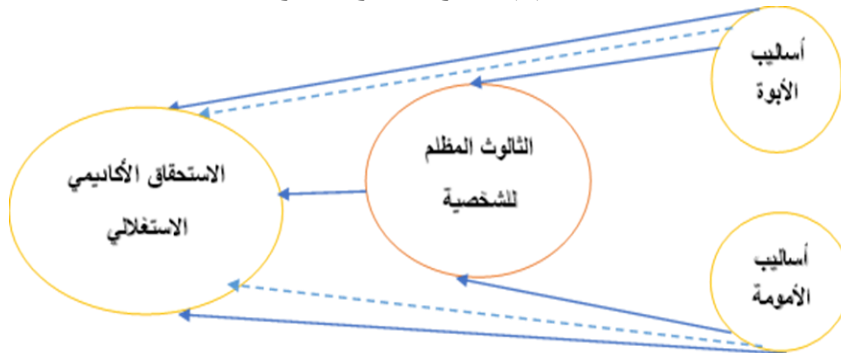 أساليب
الأبوة
الثالوث المظلم
للشخصية
الاستحقاق الأكاديمي
الاستغلالي
أساليب
الأمومة